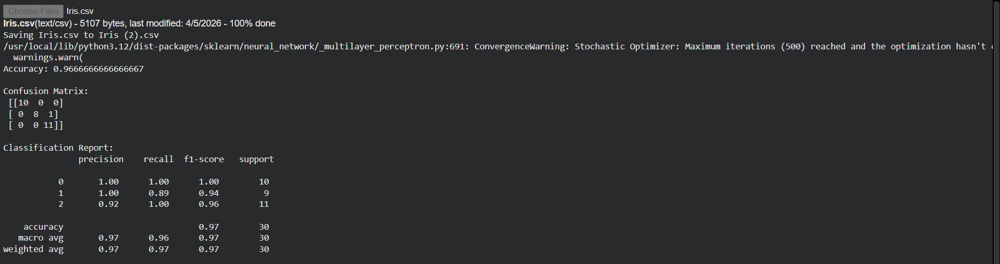 Choose Files Iris.csv
Iris.csv(text/csv) - 5107 bytes, last modified: 4/5/2026 - 100% done
Saving Iris.csv to Iris (2).csv
/usr/local/lib/python3.12/dist-packages/sklearn/neural_network/_multilayer_perceptron.py:691: ConvergenceWarning: Stochastic Optimizer: Maximum iterations (500) reached and the optimization hasn't
  warnings.warn(
Accuracy: 0.9666666666666667

Confusion Matrix:
 [[10  0  0]
 [ 0  8  1]
 [ 0  0 11]]

Classification Report:
               precision    recall  f1-score   support

           0       1.00      1.00      1.00        10
           1       1.00      0.89      0.94         9
           2       0.92      1.00      0.96        11

    accuracy                           0.97        30
   macro avg       0.97      0.96      0.97        30
weighted avg       0.97      0.97      0.97        30